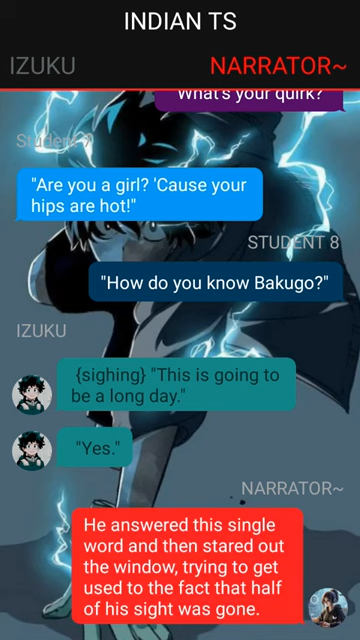 INDIAN TS
IZUKU
NARRATOR~
What's your quirk?"
Student 7
"Are you a girl? 'Cause your
hips are hot!"
STUDENT 8
"How do you know Bakugo?"
IZUKU
{sighing} "This is going to
be a long day."
"Yes."
NARRATOR~
He answered this single
word and then stared out
the window, trying to get
used to the fact that half
of his sight was gone.